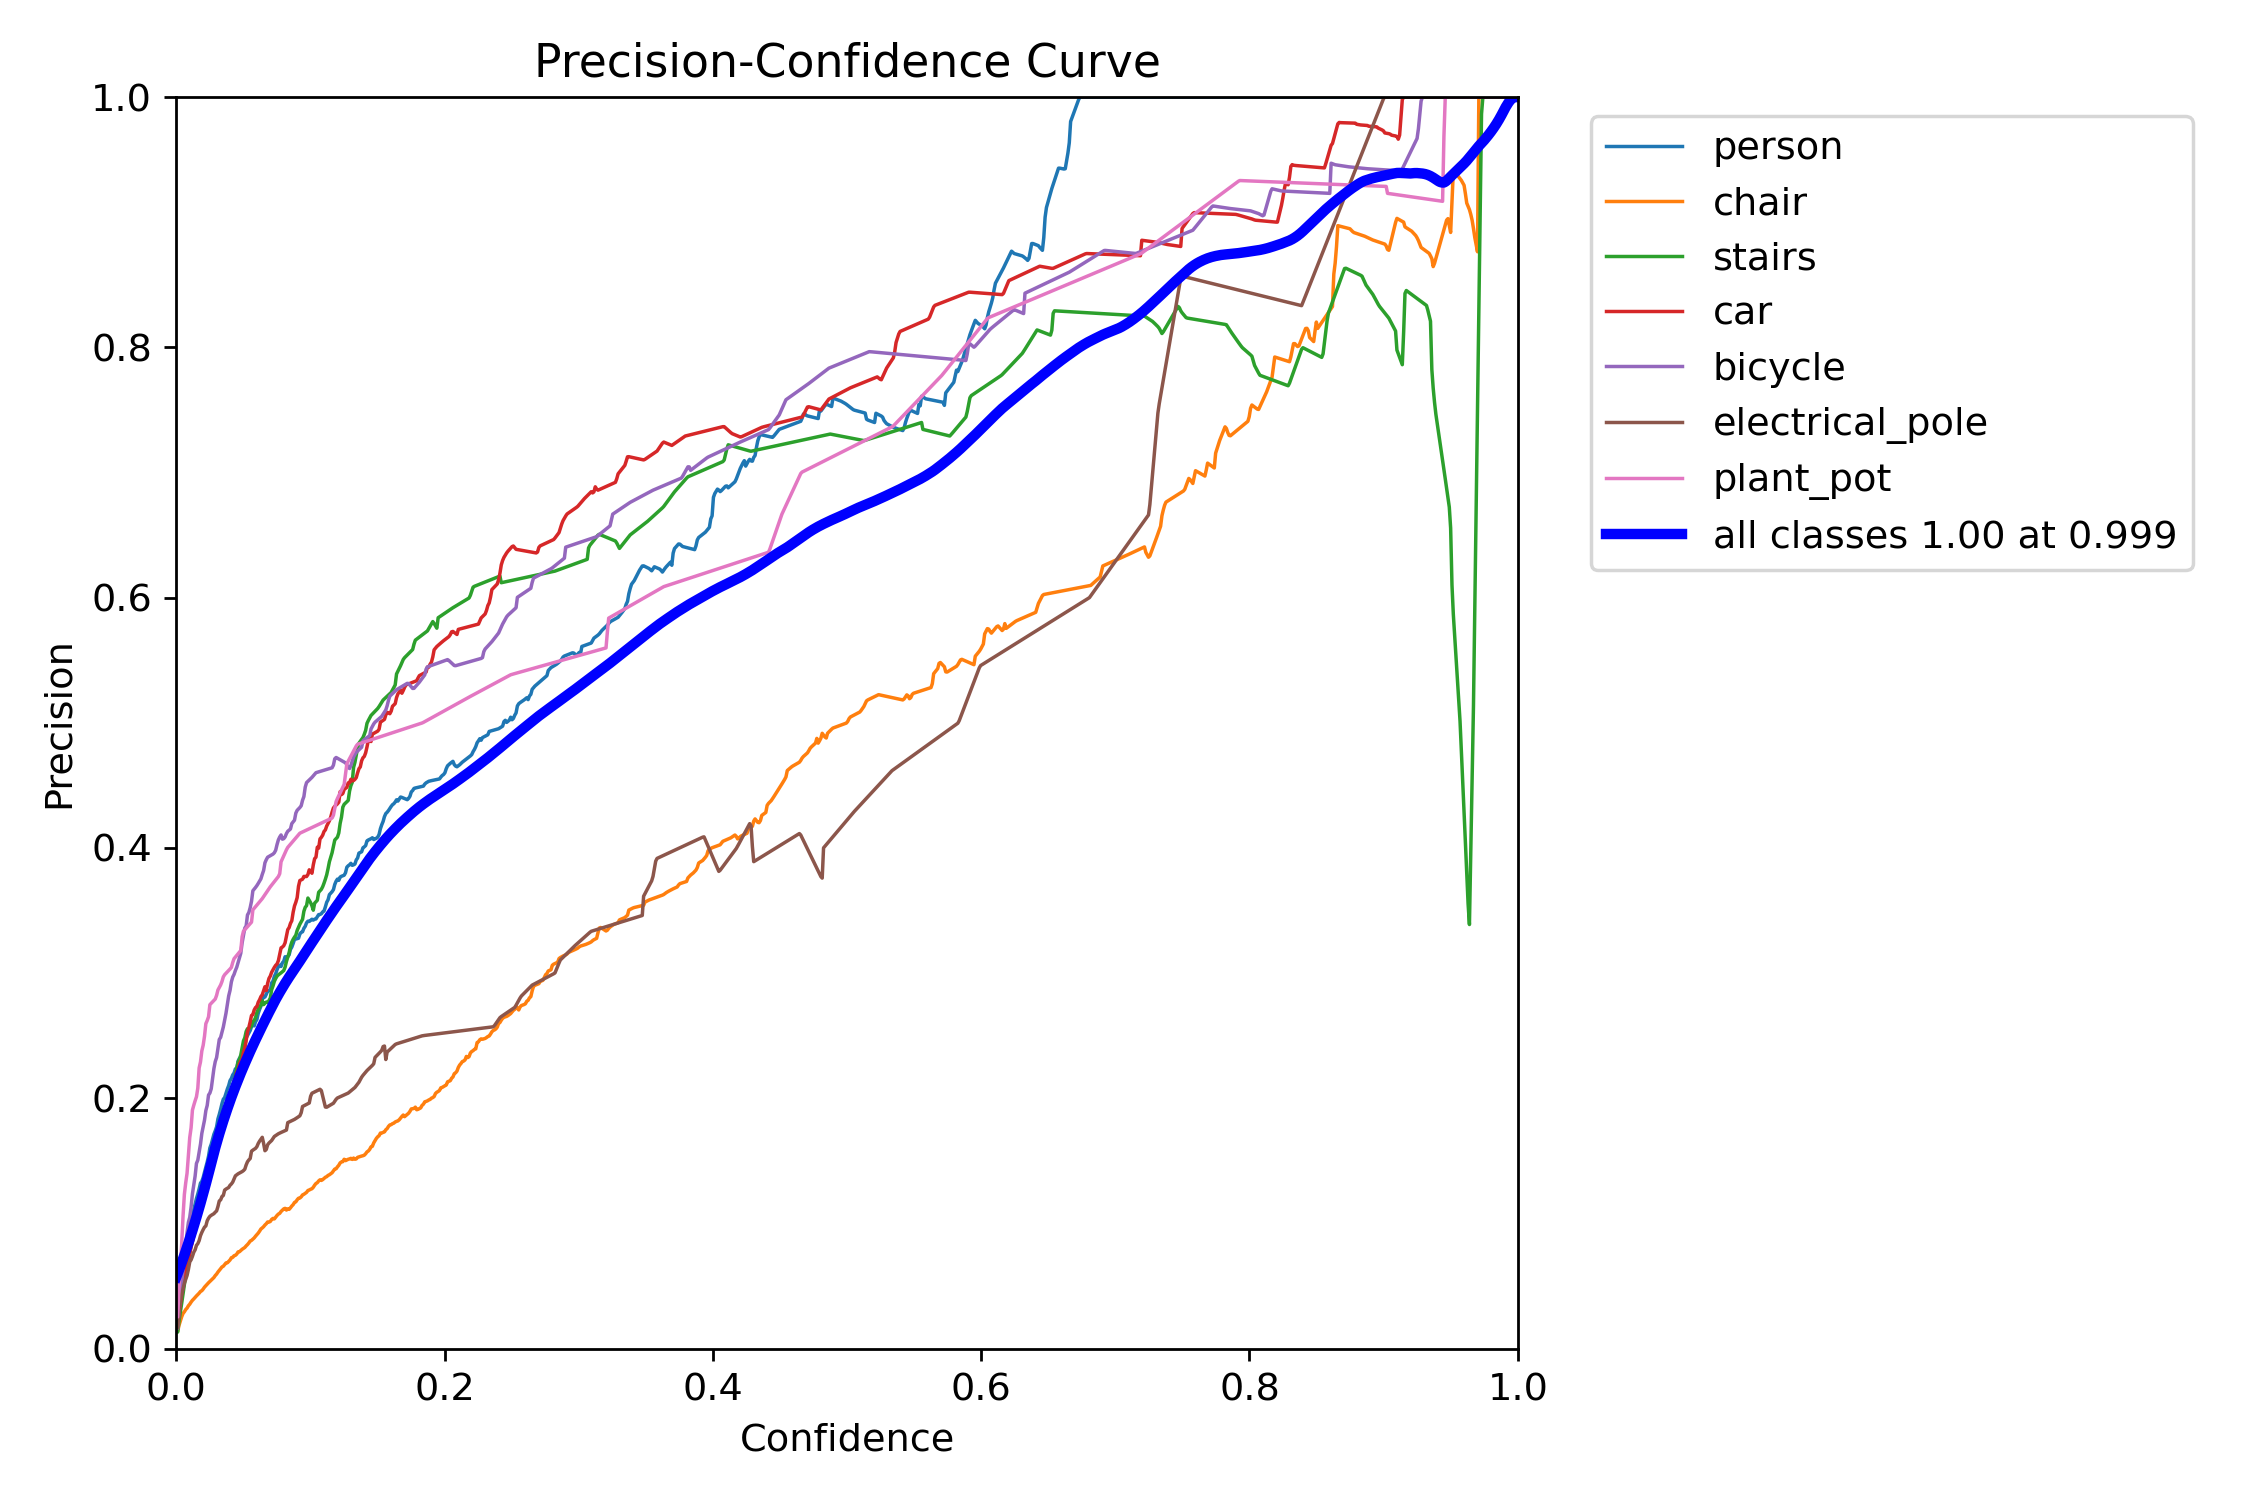 Precision-Confidence Curve
1.0
0.8
0.6
0.4
0.2
0.0
Precision
0.0 0.2 0.4 0.6 0.8 1.0
Confidence
person
chair
stairs
car
bicycle
electrical_pole
plant_pot
all classes 1.00 at 0.999